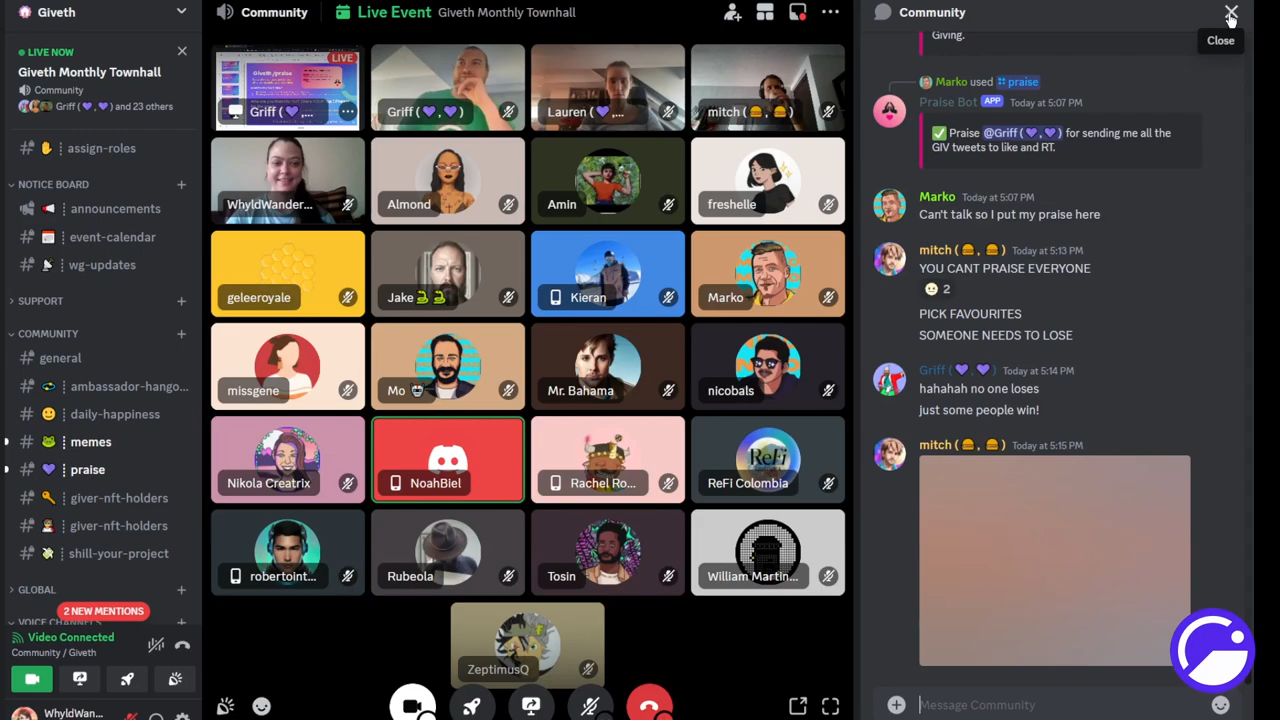 Giveth
LIVE NOW
Giveth Monthly Townhall
Community
Griff (💜,💜) and 23 others
assign-roles
NOTICE BOARD
announcements
event-calendar
wg-updates
SUPPORT
COMMUNITY
general
ambassador-hango...
daily-happiness
memes
praise
giver-nft-holders
giver-nft-holders
shill-your-project
GLOBAL
2 NEW MENTIONS
Video Connected
Community / Giveth
WhyldWan...
Community
Live Event
Giveth Monthly Townhall
LIVE
Giveth/praise
Griff (💜,...
Griff (💜,💜)
Lauren (💜,...
mitch (🍔,🍔)
WhyldWander...
Almond
Amin
freshelle
geleeroyale
Jake🐍🐍
Kieran
Marko
missgene
Mo
Mr. Bahama
nicobals
Nikola Creatrix
NoahBiel
Rachel Ro...
ReFi
ReFi Colombia
robertoint...
Rubeola
Tosin
William Martin...
ZeptimusQ
Community
Close
Giving.
Marko used praise
Praise Bot APP Today at 5:07 PM
✅ Praise @Griff (💜,💜) for sending me all the
GIV tweets to like and RT.
Marko Today at 5:07 PM
Can't talk so I put my praise here
mitch (🍔, 🍔) Today at 5:13 PM
YOU CANT PRAISE EVERYONE
2
PICK FAVOURITES
SOMEONE NEEDS TO LOSE
Griff (💜,💜) Today at 5:14 PM
hahahah no one loses
just some people win!
mitch (🍔, 🍔) Today at 5:15 PM
Message Community